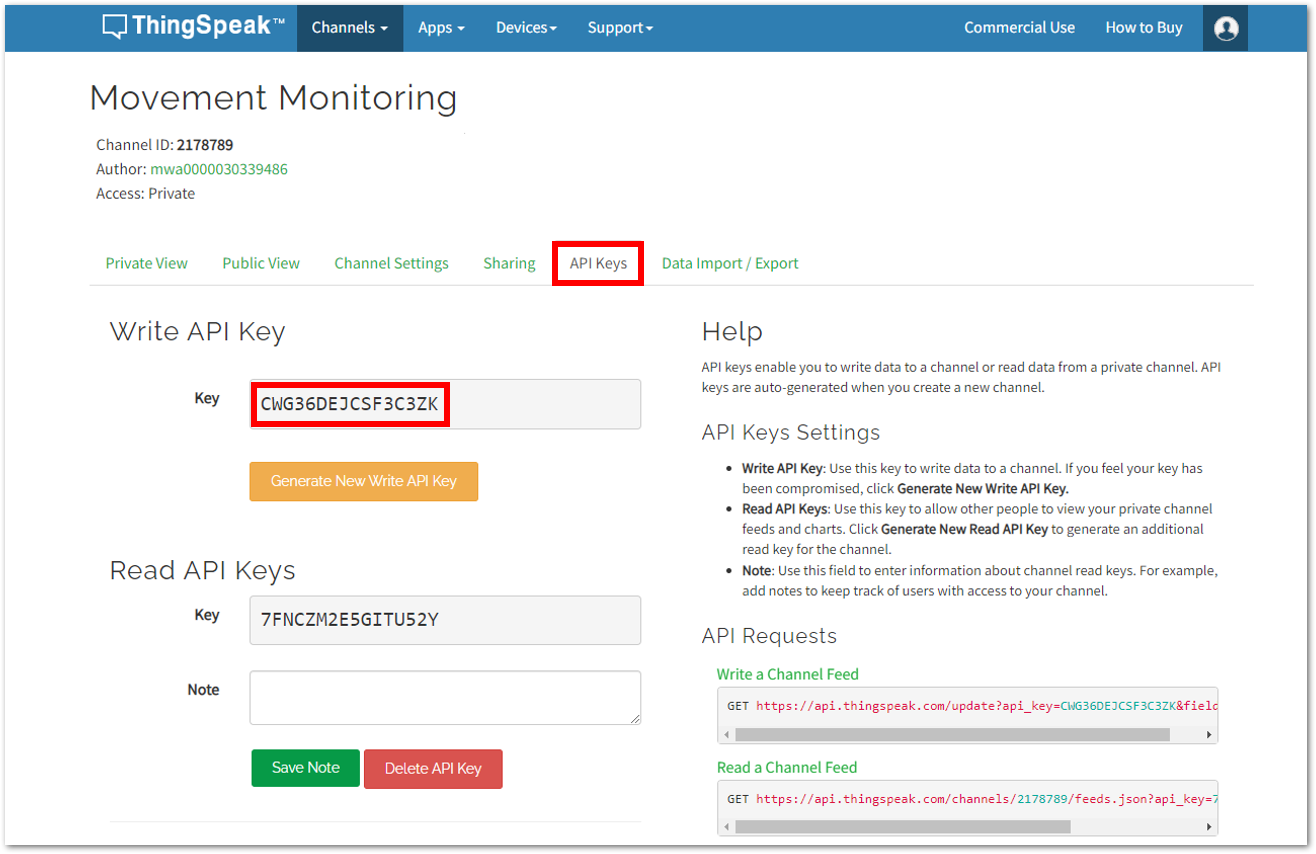 ThingSpeak™ Channels Apps Devices Support Commercial Use How to Buy
Movement Monitoring
Channel ID: 2178789
Author: mwa0000030339486
Access: Private
Private View Public View Channel Settings Sharing API Keys Data Import / Export
Write API Key
Key CWG36DEJCSF3C3ZK
Generate New Write API Key
Read API Keys
Key 7FNCZM2E5GITU52Y
Note
Save Note Delete API Key
Help
API keys enable you to write data to a channel or read data from a private channel. API
keys are auto-generated when you create a new channel.
API Keys Settings
• Write API Key: Use this key to write data to a channel. If you feel your key has
been compromised, click Generate New Write API Key.
• Read API Keys: Use this key to allow other people to view your private channel
feeds and charts. Click Generate New Read API Key to generate an additional
read key for the channel.
• Note: Use this field to enter information about channel read keys. For example,
add notes to keep track of users with access to your channel.
API Requests
Write a Channel Feed
GET https://api.thingspeak.com/update?api_key=CWG36DEJCSF3C3ZK&field
Read a Channel Feed
GET https://api.thingspeak.com/channels/2178789/feeds.json?api_key=7